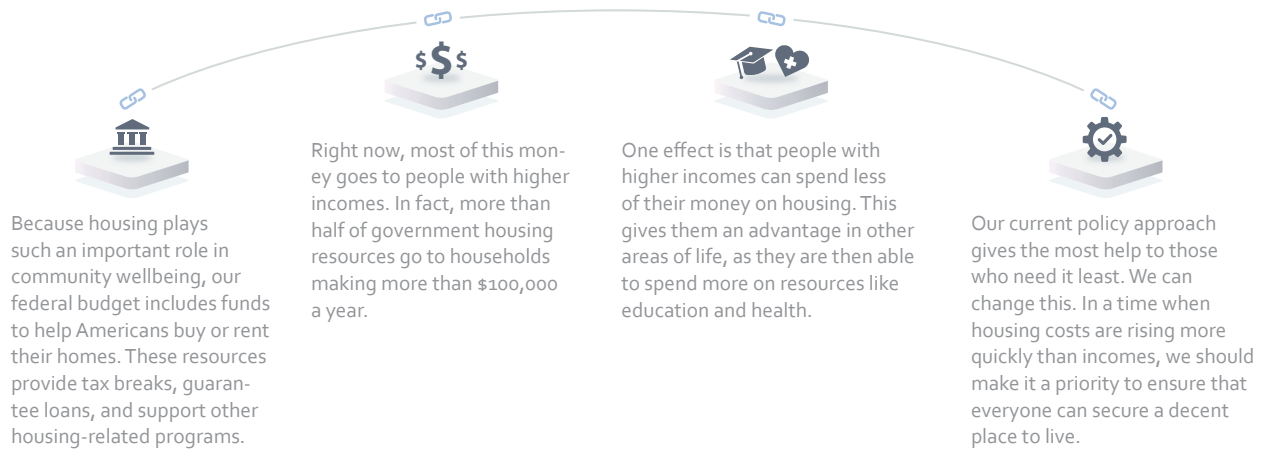 Because housing plays
such an important role in
community wellbeing, our
federal budget includes funds
to help Americans buy or rent
their homes. These resources
provide tax breaks, guaran-
tee loans, and support other
housing-related programs.
Right now, most of this mon-
ey goes to people with higher
incomes. In fact, more than
half of government housing
resources go to households
making more than $100,000
a year.
One effect is that people with
higher incomes can spend less
of their money on housing. This
gives them an advantage in other
areas of life, as they are then able
to spend more on resources like
education and health.
Our current policy approach
gives the most help to those
who need it least. We can
change this. In a time when
housing costs are rising more
quickly than incomes, we should
make it a priority to ensure that
everyone can secure a decent
place to live.